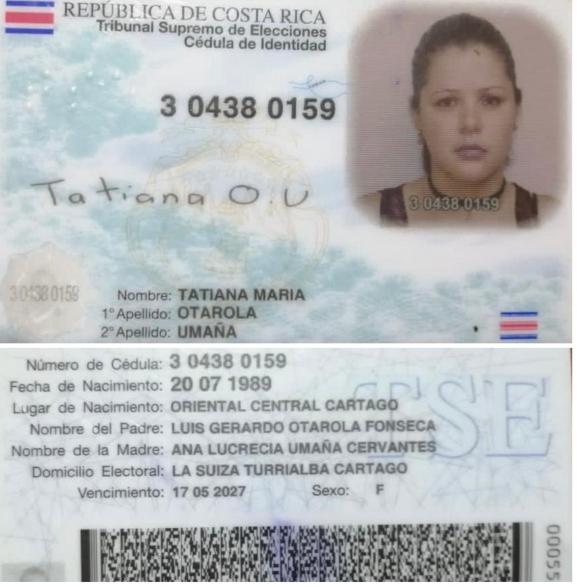 REPÚBLICA DE COSTA RICA
Tribunal Supremo de Elecciones
Cédula de Identidad
3 0438 0159
Tatiana O.U
3 0438 0159
3 0438 0159
Nombre: TATIANA MARIA
1° Apellido: OTAROLA
2° Apellido: UMAÑA
TSE
Número de Cédula: 3 0438 0159
Fecha de Nacimiento: 20 07 1989
Lugar de Nacimiento: ORIENTAL CENTRAL CARTAGO
Nombre del Padre: LUIS GERARDO OTAROLA FONSECA
Nombre de la Madre: ANA LUCRECIA UMAÑA CERVANTES
Domicilio Electoral: LA SUIZA TURRIALBA CARTAGO
Vencimiento: 17 05 2027 Sexo: F